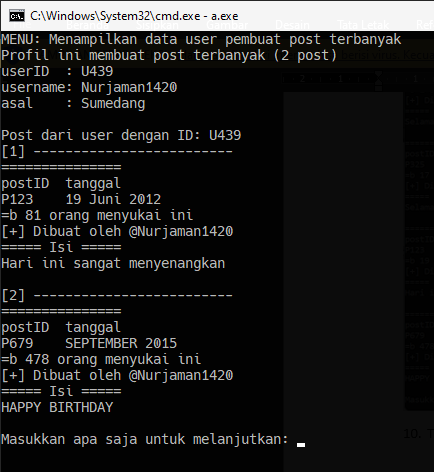 C:\Windows\System32\cmd.exe - a.exe
MENU: Menampilkan data user pembuat post terbanyak
Profil ini membuat post terbanyak (2 post)
userID  : U439
username: Nurjaman1420
asal    : Sumedang
Post dari user dengan ID: U439
[1] -------------------------
===============
postID  tanggal
P123    19 Juni 2012
=b 81 orang menyukai ini
[+] Dibuat oleh @Nurjaman1420
===== Isi =====
Hari ini sangat menyenangkan
[2] -------------------------
===============
postID  tanggal
P679    SEPTEMBER 2015
=b 478 orang menyukai ini
[+] Dibuat oleh @Nurjaman1420
===== Isi =====
HAPPY BIRTHDAY
Masukkan apa saja untuk melanjutkan: